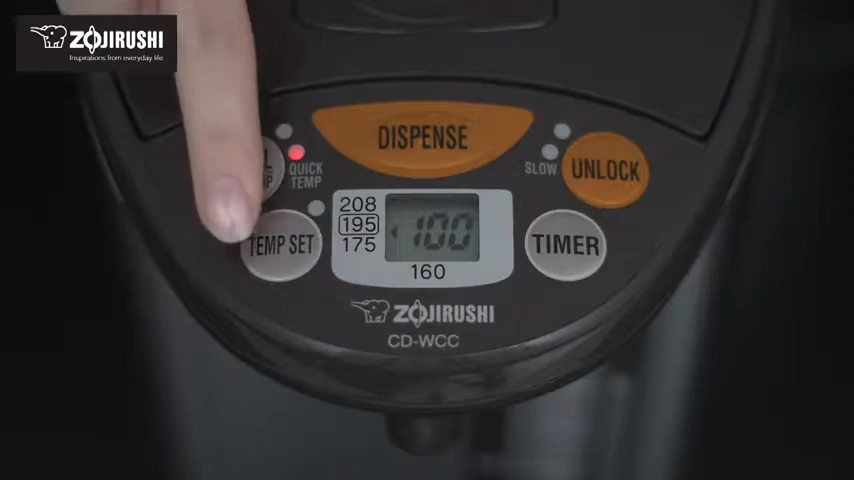 ZOJIRUSHI
Inspirations from everyday life
DISPENSE
QUICK
TEMP
SLOW
UNLOCK
208
195
175
100
160
TEMP SET
TIMER
ZOJIRUSHI
CD-WCC